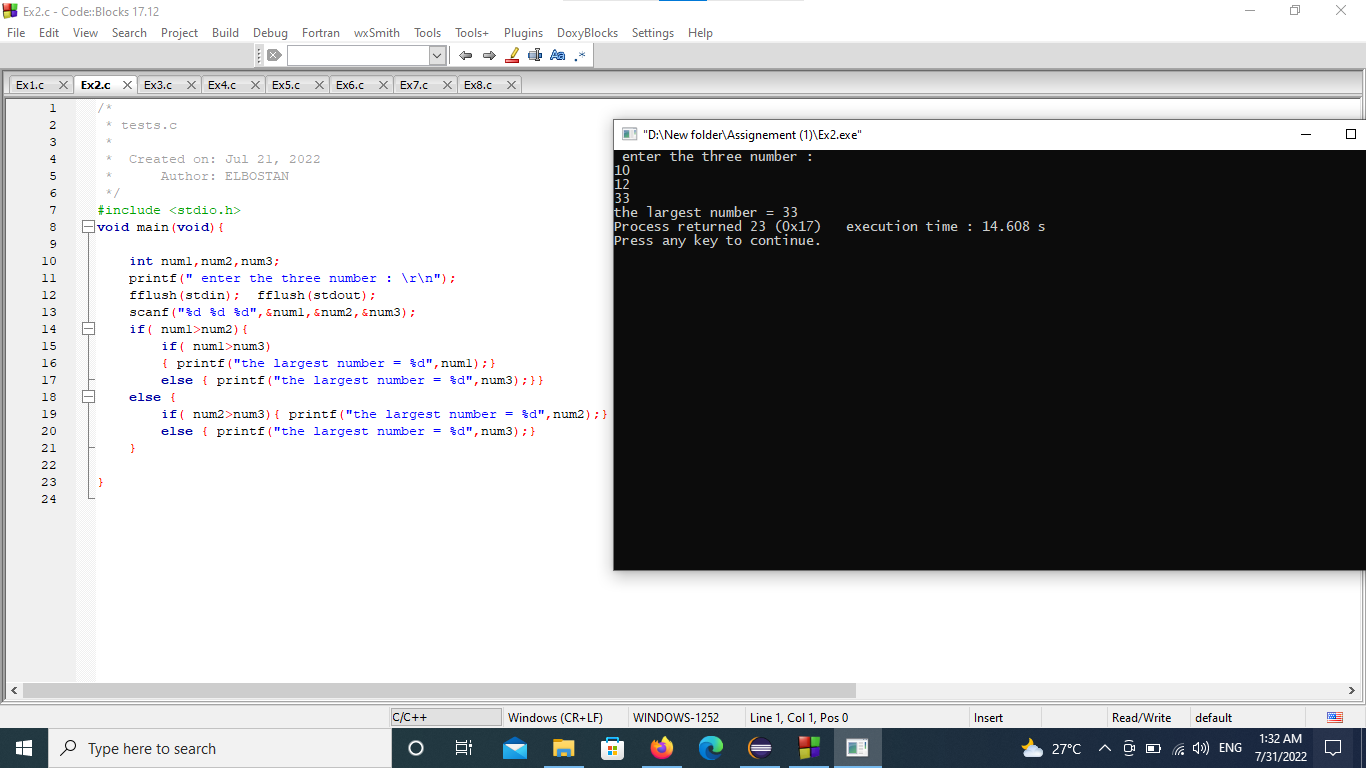 Ex2.c - Code::Blocks 17.12
File Edit View Search Project Build Debug Fortran wxSmith Tools Tools+ Plugins DoxyBlocks Settings Help
Aa .*
Ex1.c Ex2.c Ex3.c Ex4.c Ex5.c Ex6.c Ex7.c Ex8.c
1 /*
2  * tests.c
3  *
4  *  Created on: Jul 21, 2022
5  *      Author: ELBOSTAN
6  */
7 #include <stdio.h>
8 void main(void){
9
10     int num1,num2,num3;
11     printf(" enter the three number : \r\n");
12     fflush(stdin);  fflush(stdout);
13     scanf("%d %d %d",&num1,&num2,&num3);
14     if( num1>num2){
15         if( num1>num3)
16         { printf("the largest number = %d",num1);}
17         else { printf("the largest number = %d",num3);}}
18     else {
19         if( num2>num3){ printf("the largest number = %d",num2);}
20         else { printf("the largest number = %d",num3);}
21     }
22
23 }
24
"D:\New folder\Assignement (1)\Ex2.exe"
 enter the three number :
10
12
33
the largest number = 33
Process returned 23 (0x17)   execution time : 14.608 s
Press any key to continue.
C/C++ Windows (CR+LF) WINDOWS-1252 Line 1, Col 1, Pos 0 Insert Read/Write default
Type here to search
27°C
ENG
1:32 AM
7/31/2022